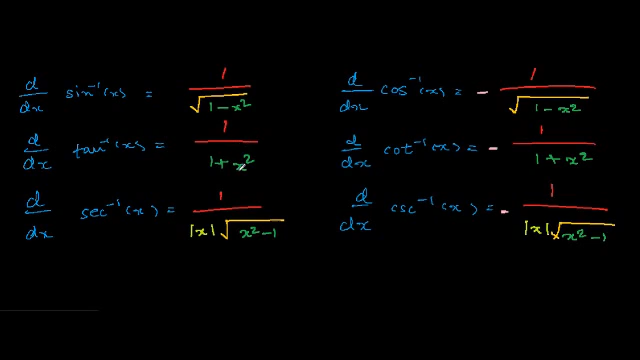 d/dx sin⁻¹(x) = 1/√(1-x²)
d/dx cos⁻¹(x) = - 1/√(1-x²)
d/dx tan⁻¹(x) = 1/(1+x²)
d/dx cot⁻¹(x) = - 1/(1+x²)
d/dx sec⁻¹(x) = 1/(|x|√(x²-1))
d/dx csc⁻¹(x) = - 1/(|x|√(x²-1))